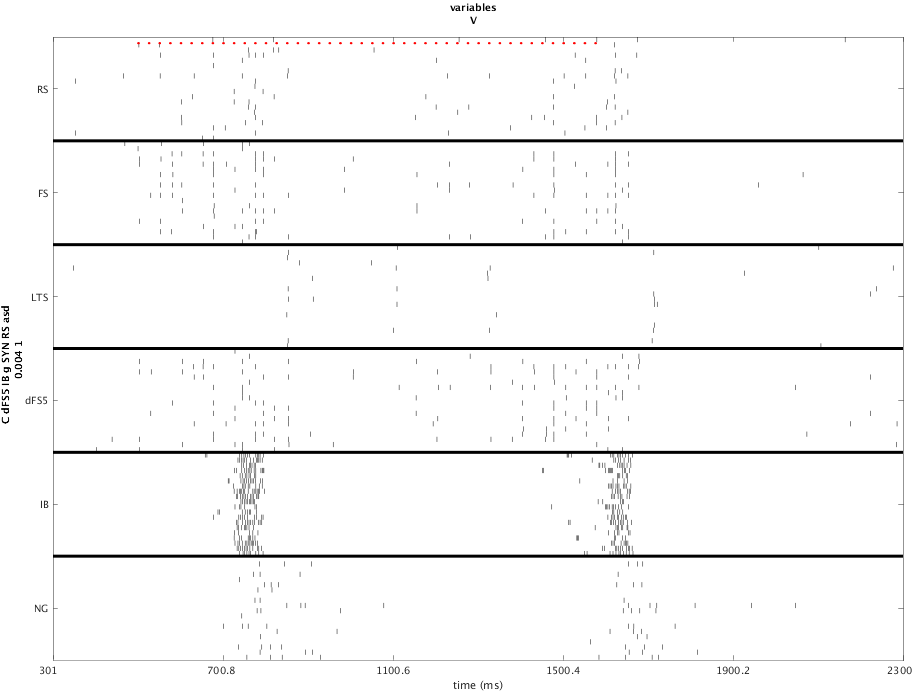 variables
V
RS
FS
LTS
dFS5
IB
NG
C dFS5 IB g SYN RS asd
0.004 1
301
700.8
1100.6
1500.4
1900.2
2300
time (ms)